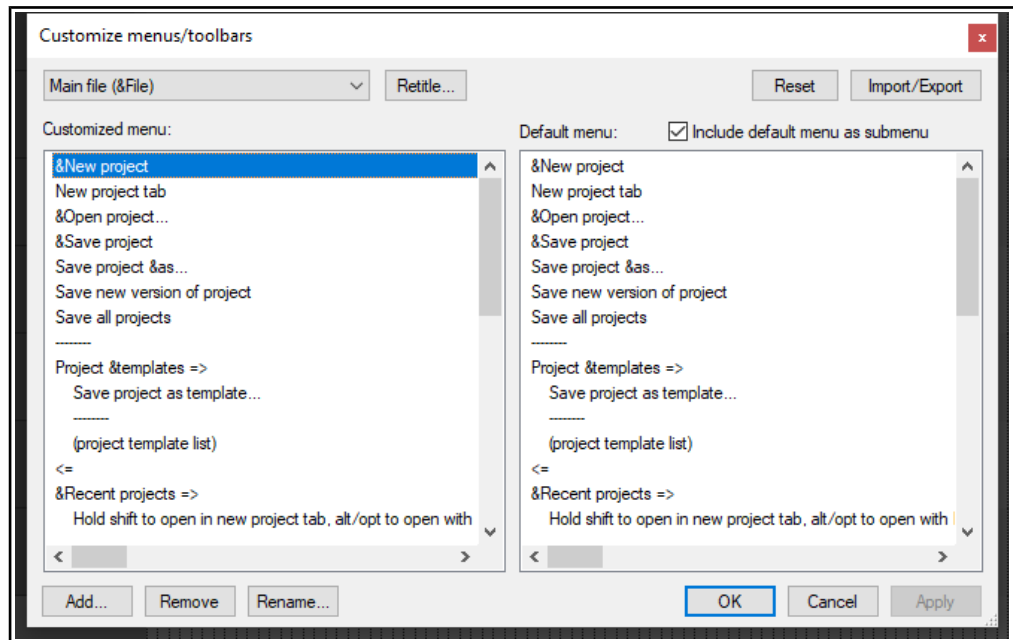 Customize menus/toolbars
x
Main file (&File)
Retitle...
Reset
Import/Export
Customized menu:
Default menu:
Include default menu as submenu
&New project
New project tab
&Open project...
&Save project
Save project &as...
Save new version of project
Save all projects
--------
Project &templates =>
Save project as template...
--------
(project template list)
<=
&Recent projects =>
Hold shift to open in new project tab, alt/opt to open with
&New project
New project tab
&Open project...
&Save project
Save project &as...
Save new version of project
Save all projects
--------
Project &templates =>
Save project as template...
--------
(project template list)
<=
&Recent projects =>
Hold shift to open in new project tab, alt/opt to open with
Add...
Remove
Rename...
OK
Cancel
Apply